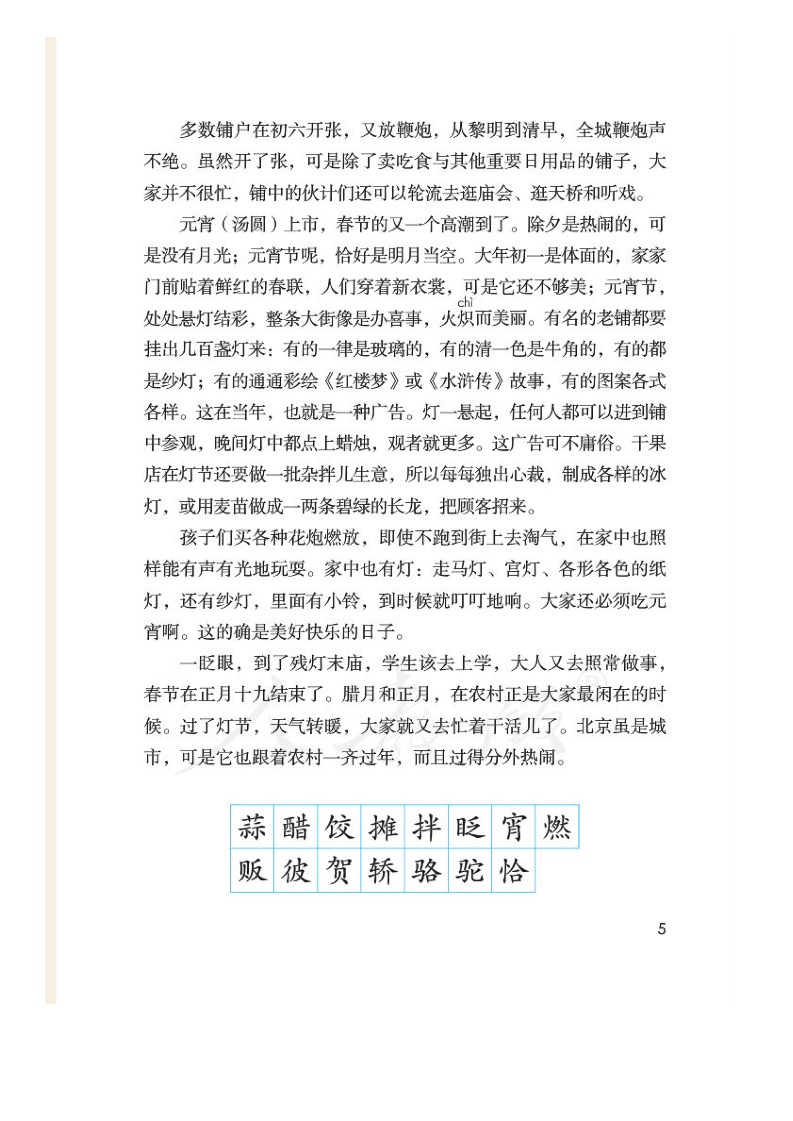 多数铺户在初六开张，又放鞭炮，从黎明到清早，全城鞭炮声
不绝。虽然开了张，可是除了卖吃食与其他重要日用品的铺子，大
家并不很忙，铺中的伙计们还可以轮流去逛庙会、逛天桥和听戏。
元宵（汤圆）上市，春节的又一个高潮到了。除夕是热闹的，可
是没有月光；元宵节呢，恰好是明月当空。大年初一是体面的，家家
门前贴着鲜红的春联，人们穿着新衣裳，可是它还不够美；元宵节，
chì
处处悬灯结彩，整条大街像是办喜事，火炽而美丽。有名的老铺都要
挂出几百盏灯来：有的一律是玻璃的，有的清一色是牛角的，有的都
是纱灯；有的通通彩绘《红楼梦》或《水浒传》故事，有的图案各式
各样。这在当年，也就是一种广告。灯一悬起，任何人都可以进到铺
中参观，晚间灯中都点上蜡烛，观者就更多。这广告可不庸俗。干果
店在灯节还要做一批杂拌儿生意，所以每每独出心裁，制成各样的冰
灯，或用麦苗做成一两条碧绿的长龙，把顾客招来。
孩子们买各种花炮燃放，即使不跑到街上去淘气，在家中也照
样能有声有光地玩耍。家中也有灯：走马灯、宫灯、各形各色的纸
灯，还有纱灯，里面有小铃，到时候就叮叮地响。大家还必须吃元
宵啊。这的确是美好快乐的日子。
一眨眼，到了残灯末庙，学生该去上学，大人又去照常做事，
春节在正月十九结束了。腊月和正月，在农村正是大家最闲在的时
候。过了灯节，天气转暖，大家就又去忙着干活儿了。北京虽是城
市，可是它也跟着农村一齐过年，而且过得分外热闹。
蒜 醋 饺 摊 拌 眨 宵 燃
贩 彼 贺 轿 骆 驼 恰
5